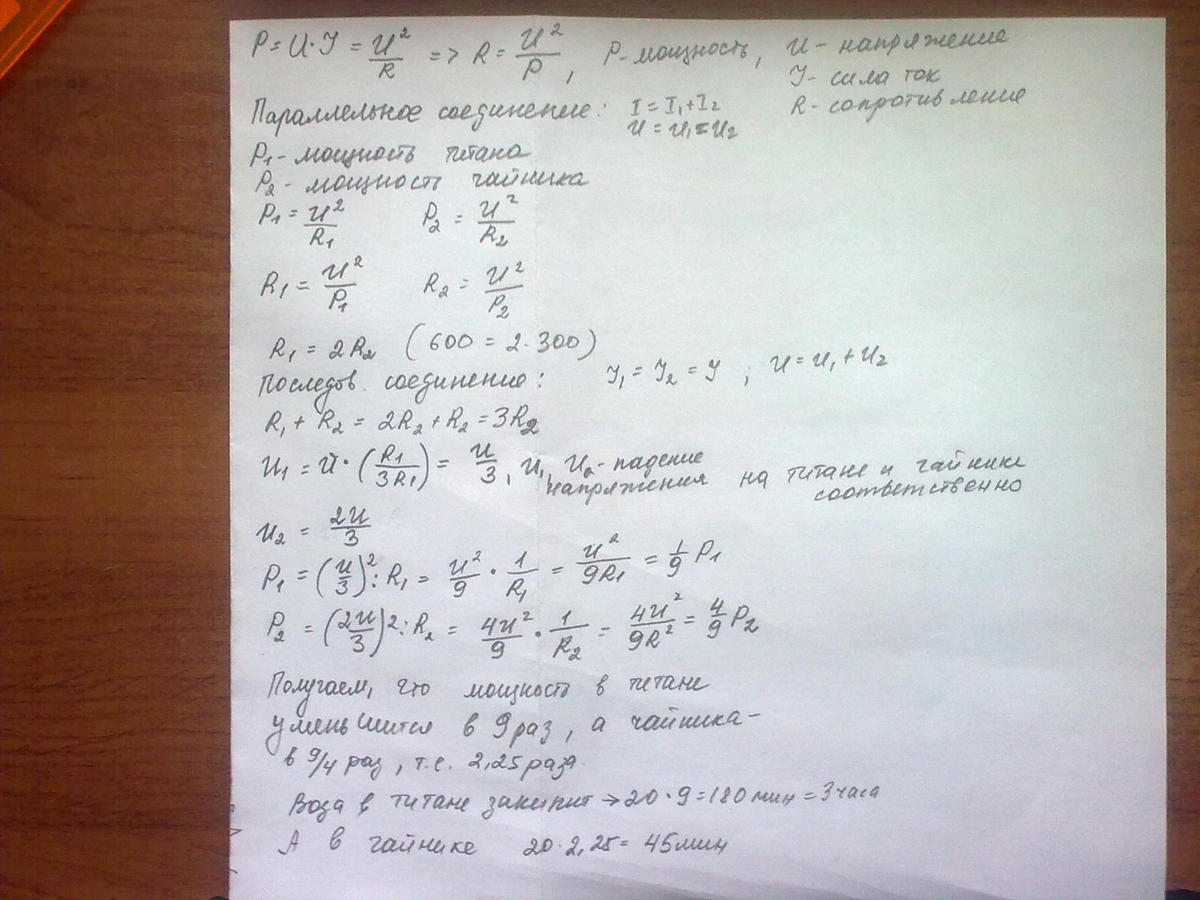 P = U·J = U²/R => R = U²/P, P-мощность, U - напряжение
J - сила ток
Параллельное соединение: I = I₁+I₂ R - сопротивление
U = U₁ = U₂
P₁ - мощность титана
P₂ - мощность чайника
P₁ = U²/R₁ P₂ = U²/R₂
R₁ = U²/P₁ R₂ = U²/P₂
R₁ = 2R₂ (600 = 2·300)
Последов. соединение: J₁ = J₂ = J ; U = U₁ + U₂
R₁ + R₂ = 2R₂ + R₂ = 3R₂
U₁ = U·(R₁/3R₁) = U/3, U₁, U₂ - падение
напряжения на титане и чайнике
соответственно
U₂ = 2U/3
P₁ = (U/3)² : R₁ = U²/9 · 1/R₁ = U²/9R₁ = 1/9 P₁
P₂ = (2U/3)² : R₂ = 4U²/9 · 1/R₂ = 4U²/9R² = 4/9 P₂
Получаем, что мощность в титане
уменьшится в 9 раз, а чайника -
в 9/4 раз, т.е. 2,25 раза.
Вода в титане закипит → 20·9 = 180 мин = 3 часа
А в чайнике 20·2,25 = 45 мин